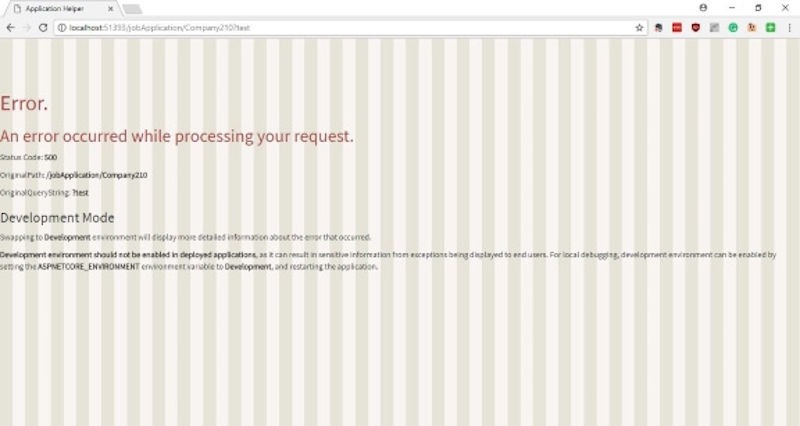 Application Helper
localhost:51393/jobApplication/Company210?test
Error.
An error occurred while processing your request.
Status Code: 500
OriginalPath: /jobApplication/Company210
OriginalQueryString: ?test
Development Mode
Swapping to Development environment will display more detailed information about the error that occurred.
Development environment should not be enabled in deployed applications, as it can result in sensitive information from exceptions being displayed to end users. For local debugging, development environment can be enabled by
setting the ASPNETCORE_ENVIRONMENT environment variable to Development, and restarting the application.